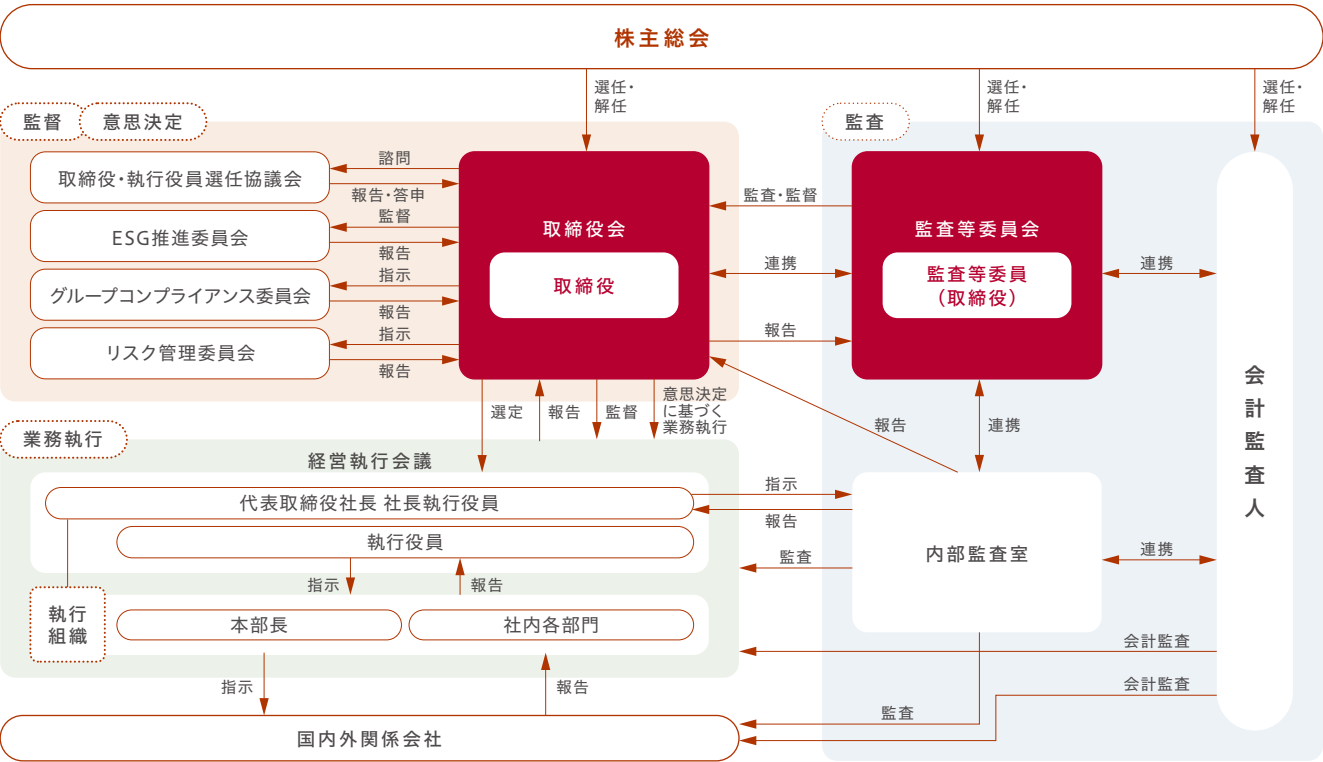 株主総会
選任・
解任
選任・
解任
選任・
解任
監督
意思決定
監査
取締役・執行役員選任協議会
諮問
報告・答申
ESG推進委員会
監督
報告
グループコンプライアンス委員会
指示
報告
リスク管理委員会
指示
報告
取締役会
取締役
監査・監督
連携
報告
監査等委員会
監査等委員
(取締役)
連携
会計監査人
選定
報告
監督
意思決定
に基づく
業務執行
報告
連携
業務執行
経営執行会議
代表取締役社長 社長執行役員
執行役員
指示
報告
監査
内部監査室
連携
指示
報告
執行
組織
本部長
社内各部門
会計監査
会計監査
指示
報告
監査
国内外関係会社